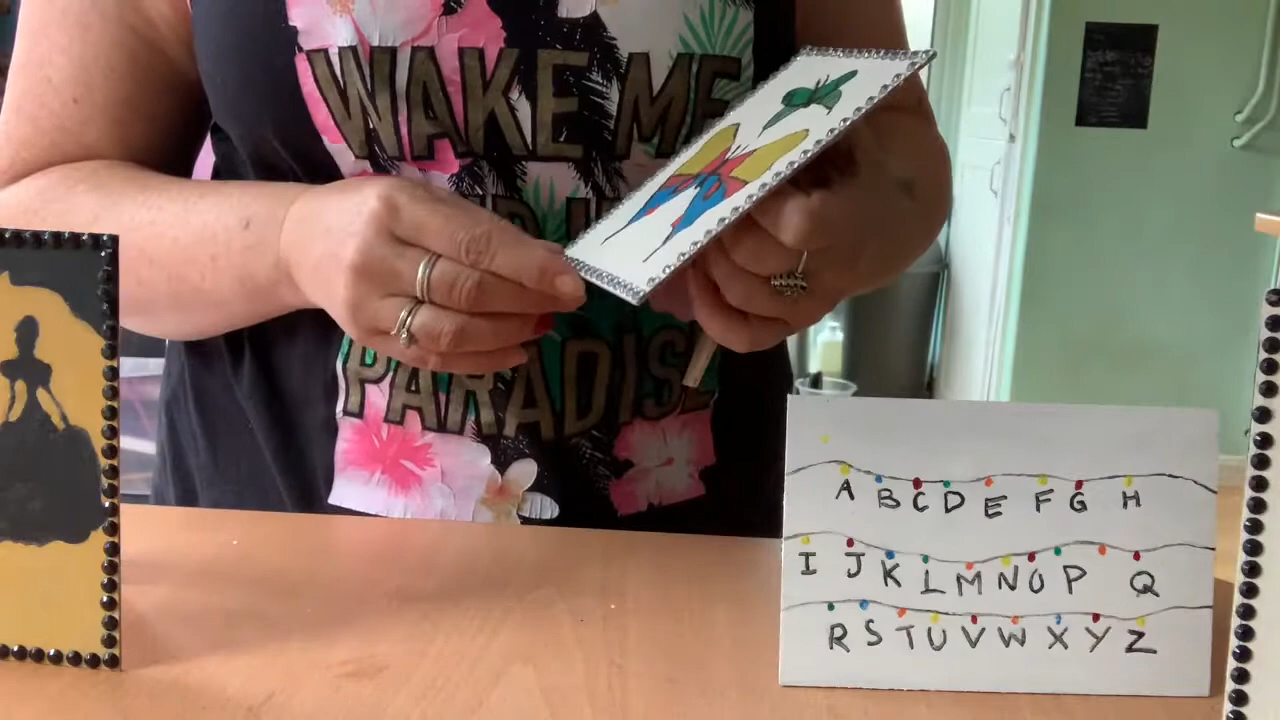 WAKE ME
PARADISE
A B C D E F G H
I J K L M N O P Q
R S T U V W X Y Z